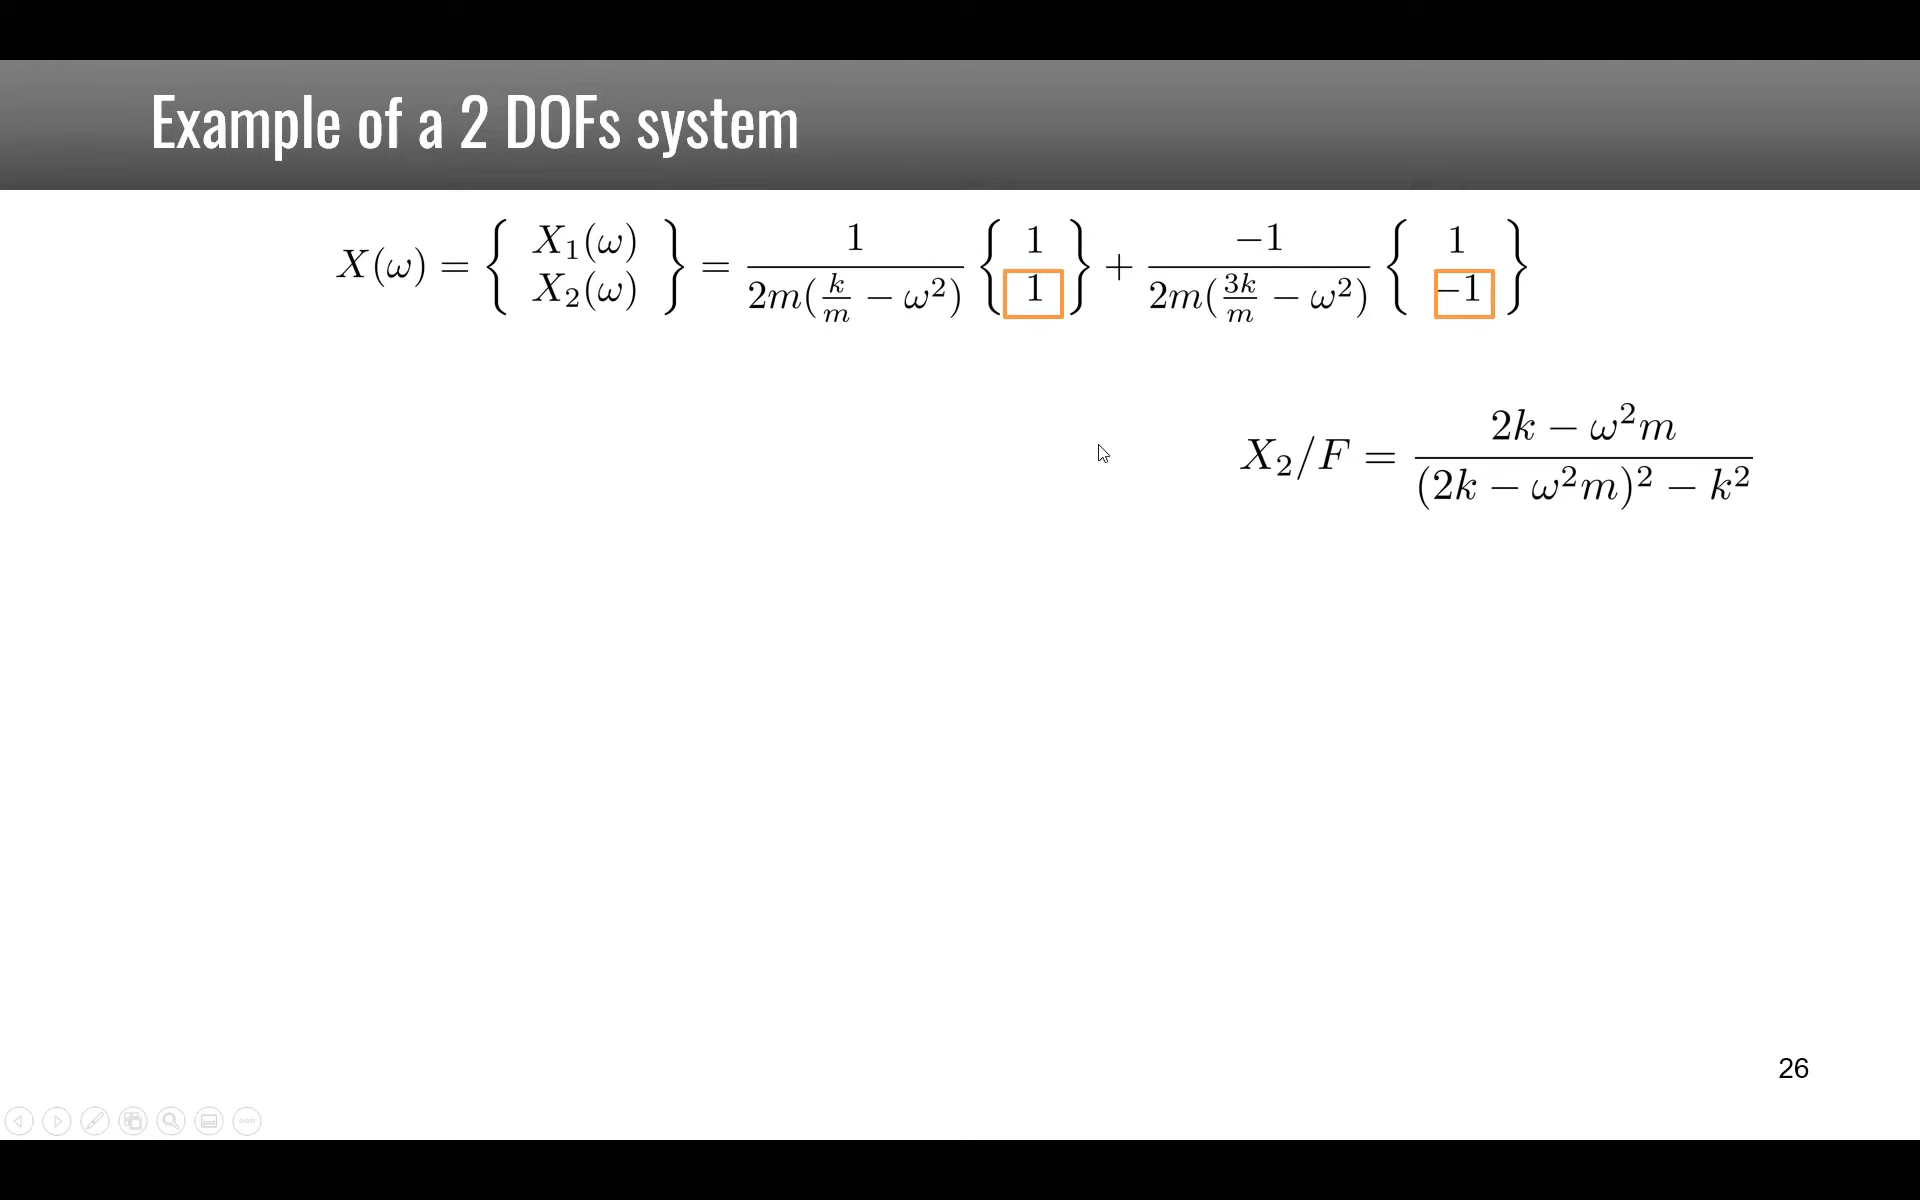 Example of a 2 DOFs system
X(ω) = { X₁(ω) X₂(ω) } = 1 / 2m(k/m − ω²) { 1 1 } + −1 / 2m(3k/m − ω²) { 1 −1 }
X₂/F = 2k − ω²m / (2k − ω²m)² − k²
26